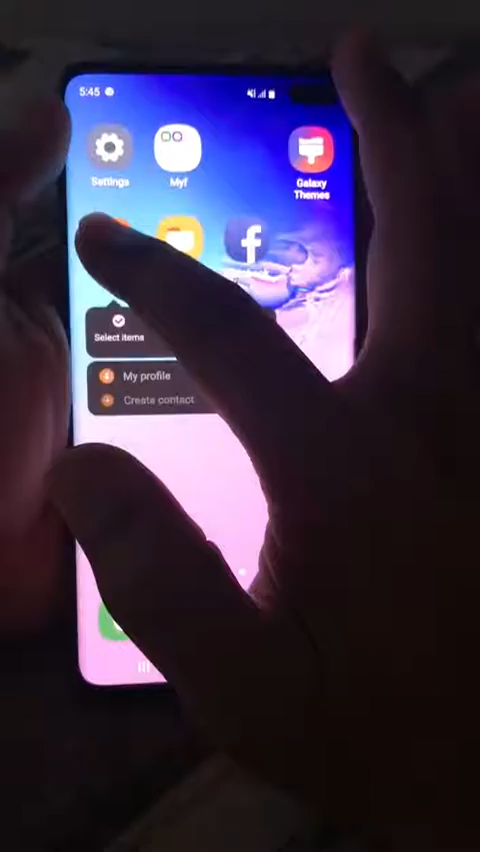 5:45
Settings
Myf
Galaxy
Themes
Select items
My profile
Create contact